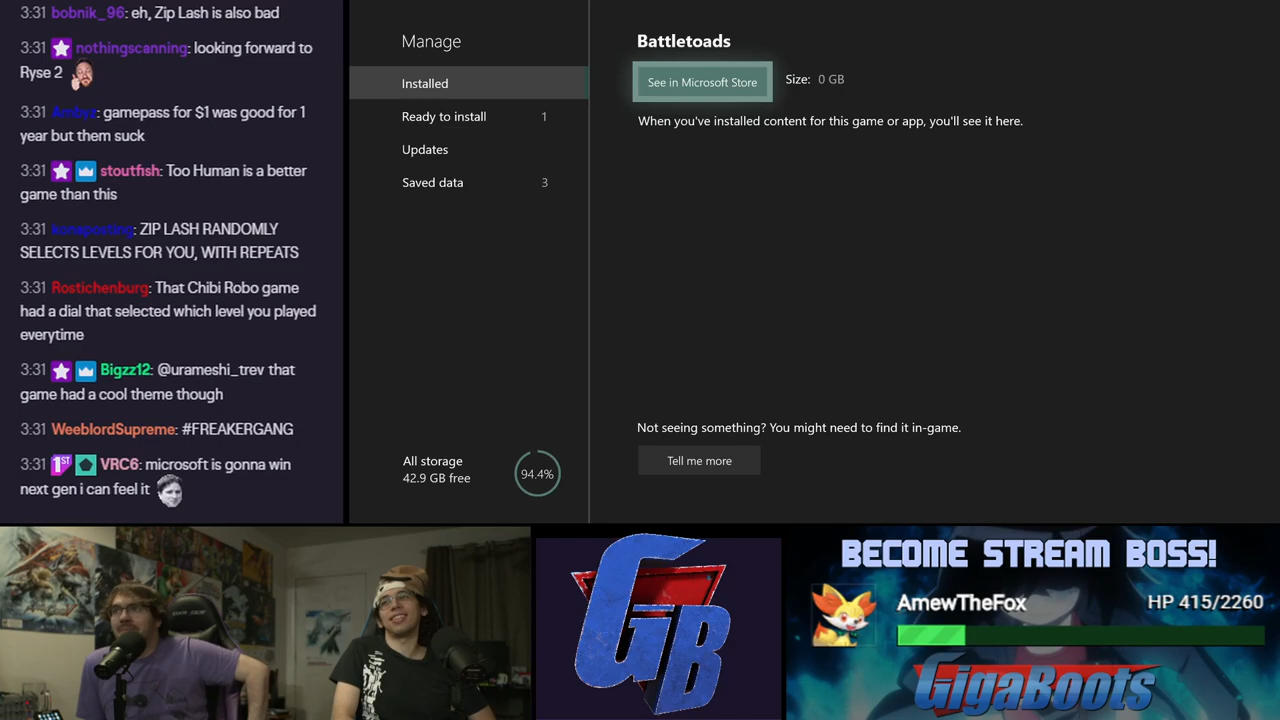 3:31 bobnik_96: eh, Zip Lash is also bad
3:31 nothingscanning: looking forward to
Ryse 2
3:31 Ambyz: gamepass for $1 was good for 1
year but them suck
3:31 stoutfish: Too Human is a better
game than this
3:31 koneposting: ZIP LASH RANDOMLY
SELECTS LEVELS FOR YOU, WITH REPEATS
3:31 Rostichenburg: That Chibi Robo game
had a dial that selected which level you played
everytime
3:31 Bigzz12: @urameshi_trev that
game had a cool theme though
3:31 WeeblordSupreme: #FREAKERGANG
3:31 1ST VRC6: microsoft is gonna win
next gen i can feel it
Manage
Installed
Ready to install 1
Updates
Saved data 3
All storage
42.9 GB free
94.4%
Battletoads
See in Microsoft Store
Size: 0 GB
When you've installed content for this game or app, you'll see it here.
Not seeing something? You might need to find it in-game.
Tell me more
GB
BECOME STREAM BOSS!
AmewTheFox HP 415/2260
GIGABOOTS